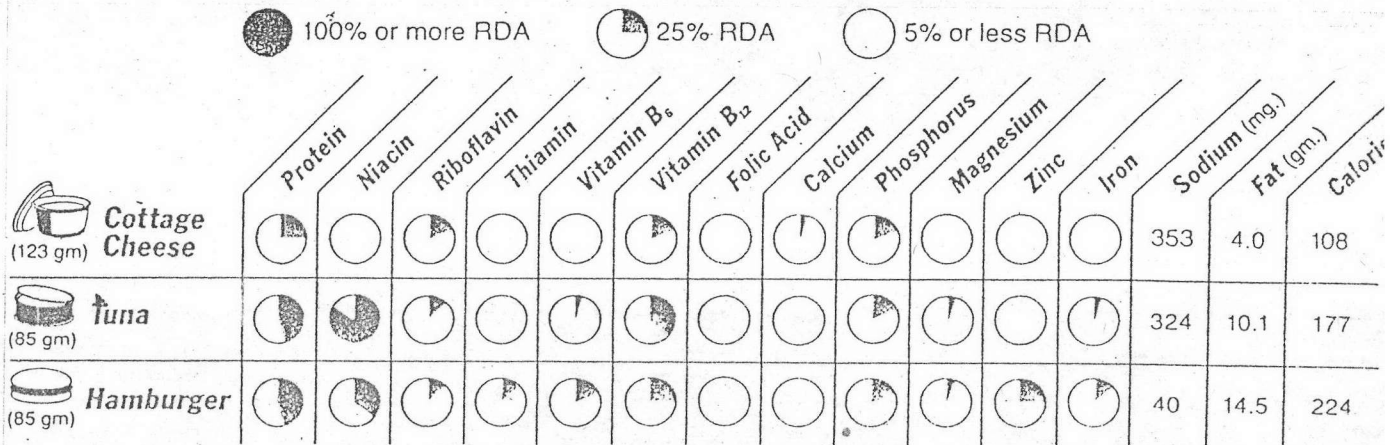 100% or more RDA 25% RDA 5% or less RDA
Protein Niacin Riboflavin Thiamin Vitamin B6 Vitamin B12 Folic Acid Calcium Phosphorus Magnesium Zinc Iron Sodium (mg.) Fat (gm.) Calorie
Cottage
(123 gm) Cheese 353 4.0 108
Tuna 324 10.1 177
(85 gm)
Hamburger 40 14.5 224
(85 gm)